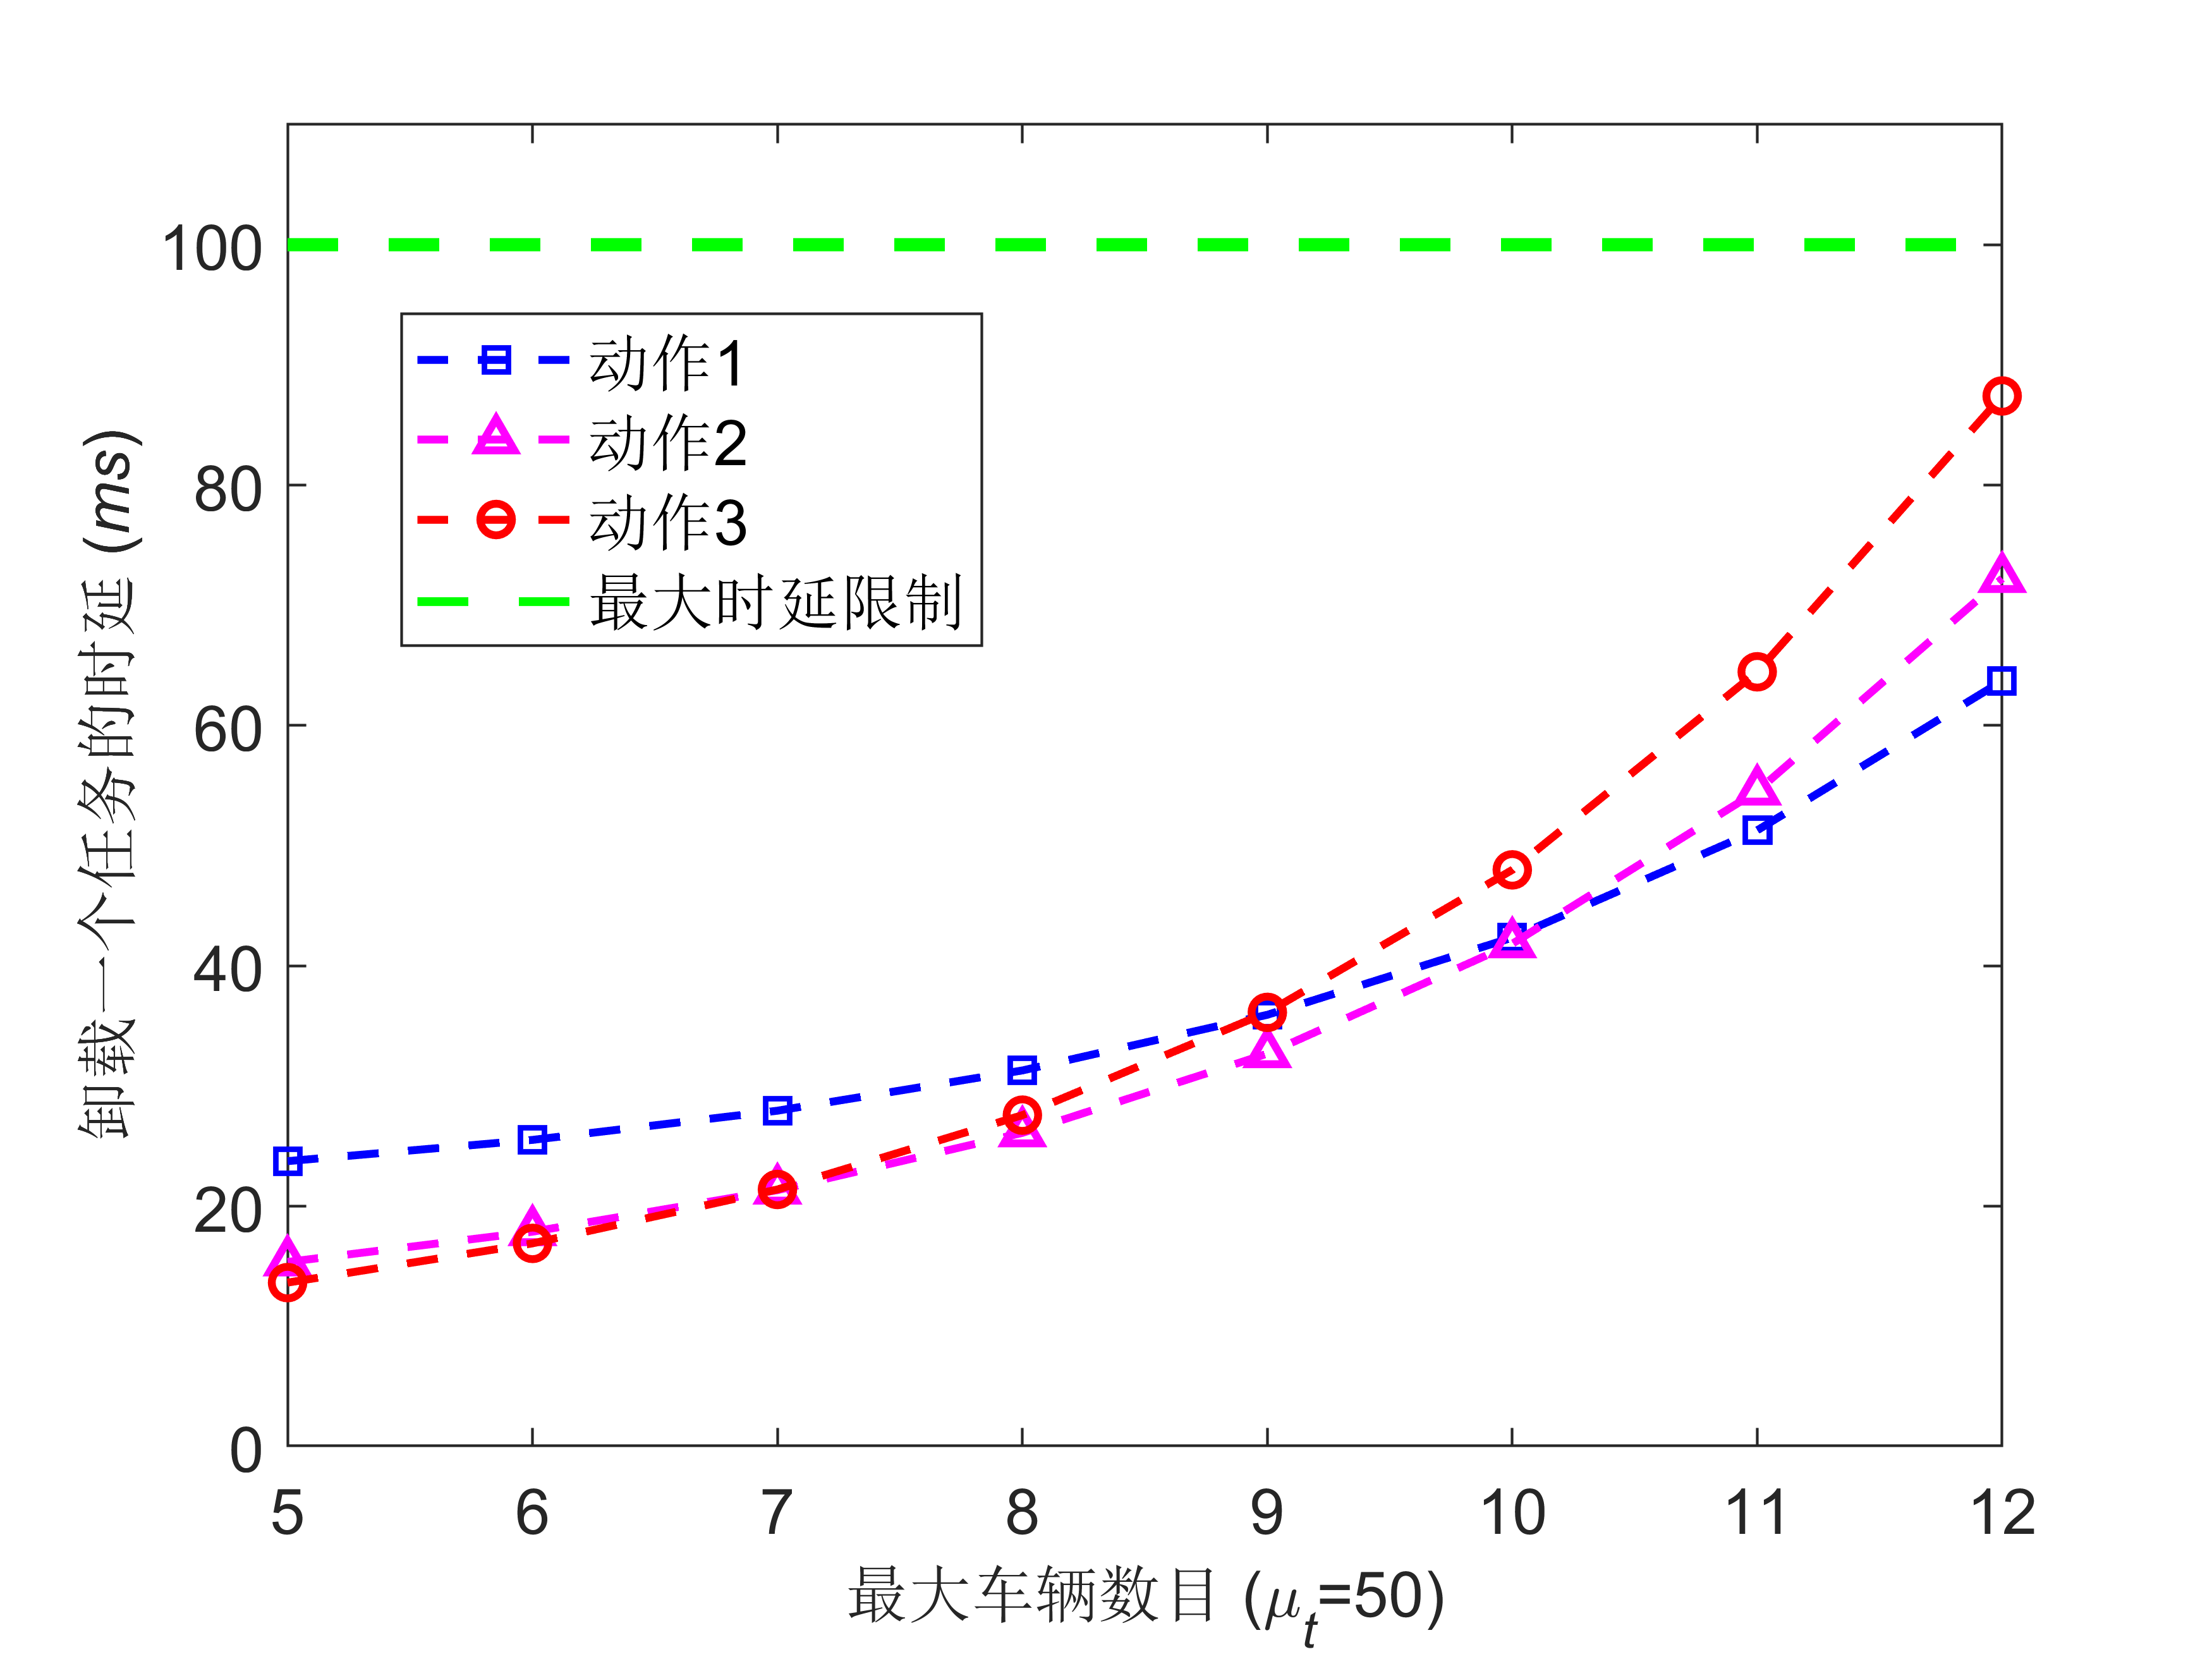 100
80
60
40
20
0
卸载一个任务的时延 (ms)
动作1
动作2
动作3
最大时延限制
5 6 7 8 9 10 11 12
最大车辆数目 (μt=50)